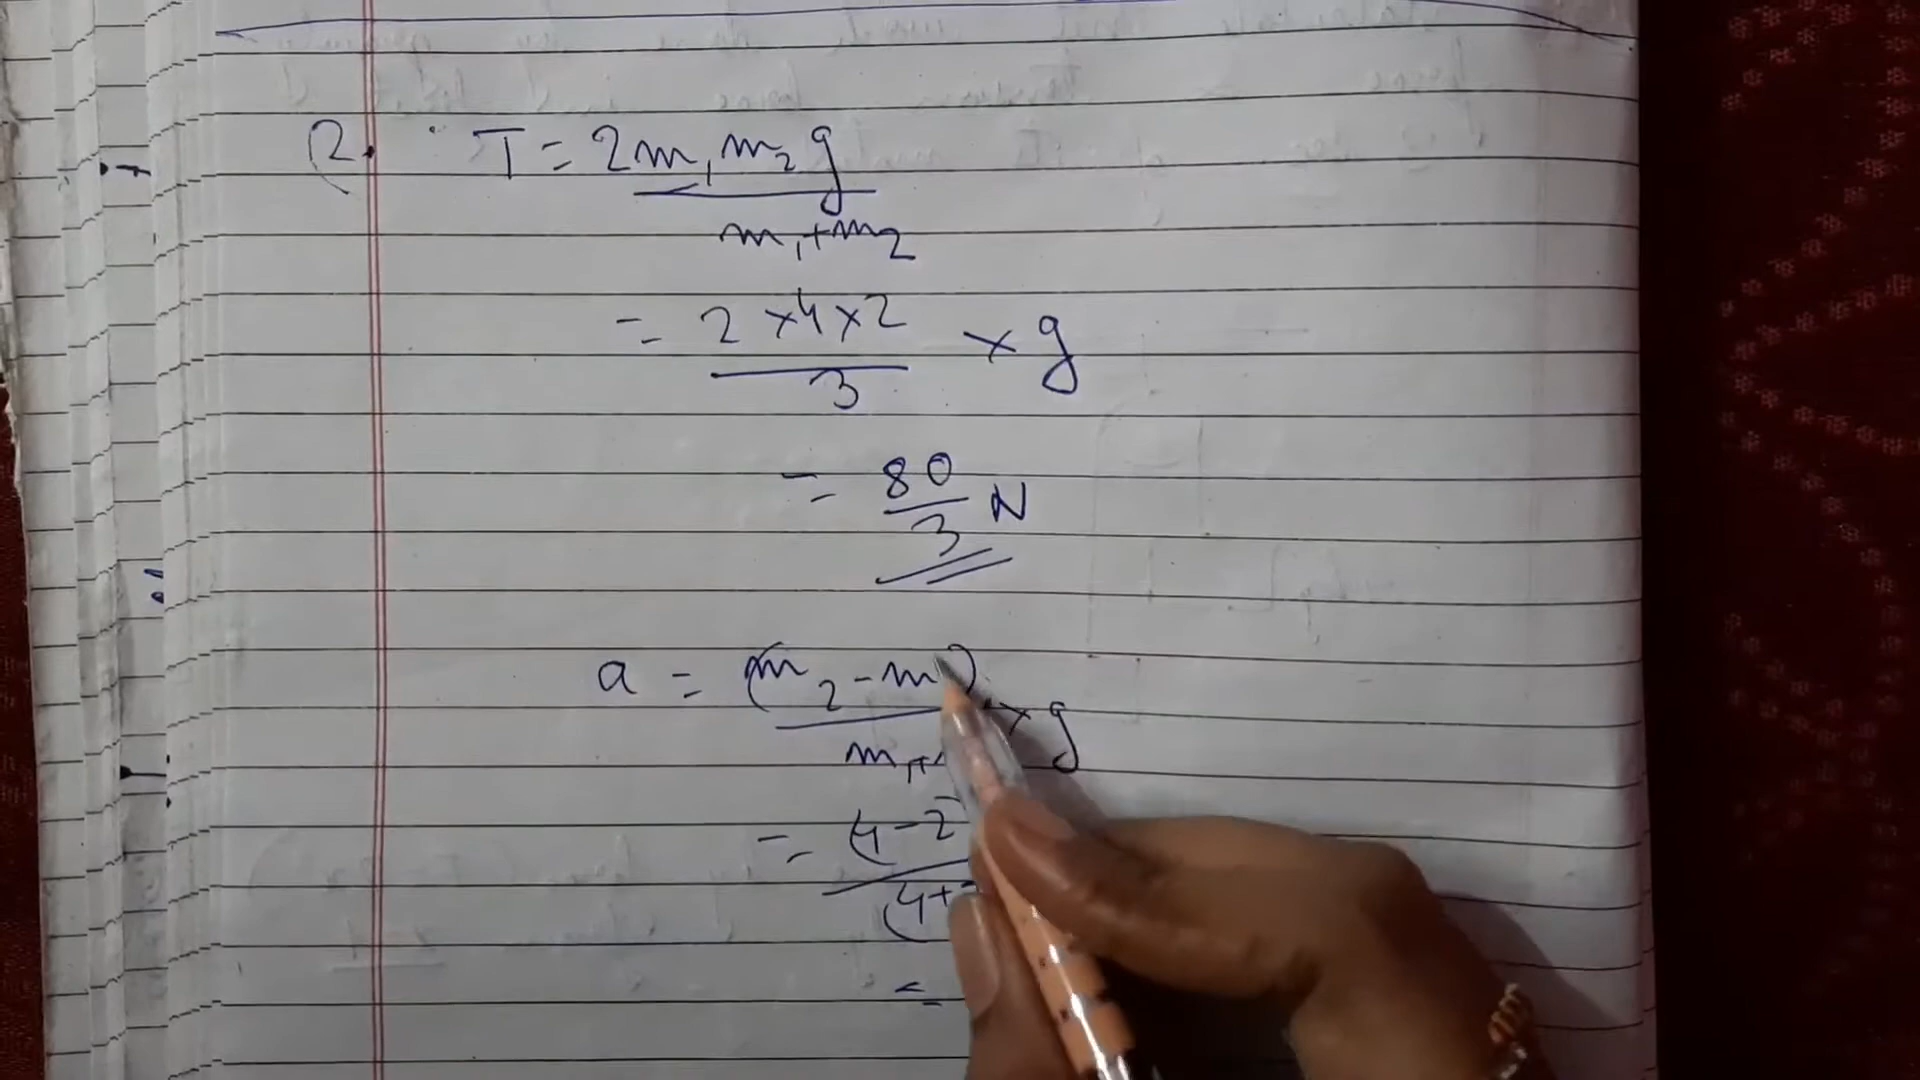 2. T = 2m₁m₂g
m₁+m₂
= 2×4×2 × g
3
= 80 N
3
a = (m₂-m) × g
m₁+
= (4-2
(4+
=